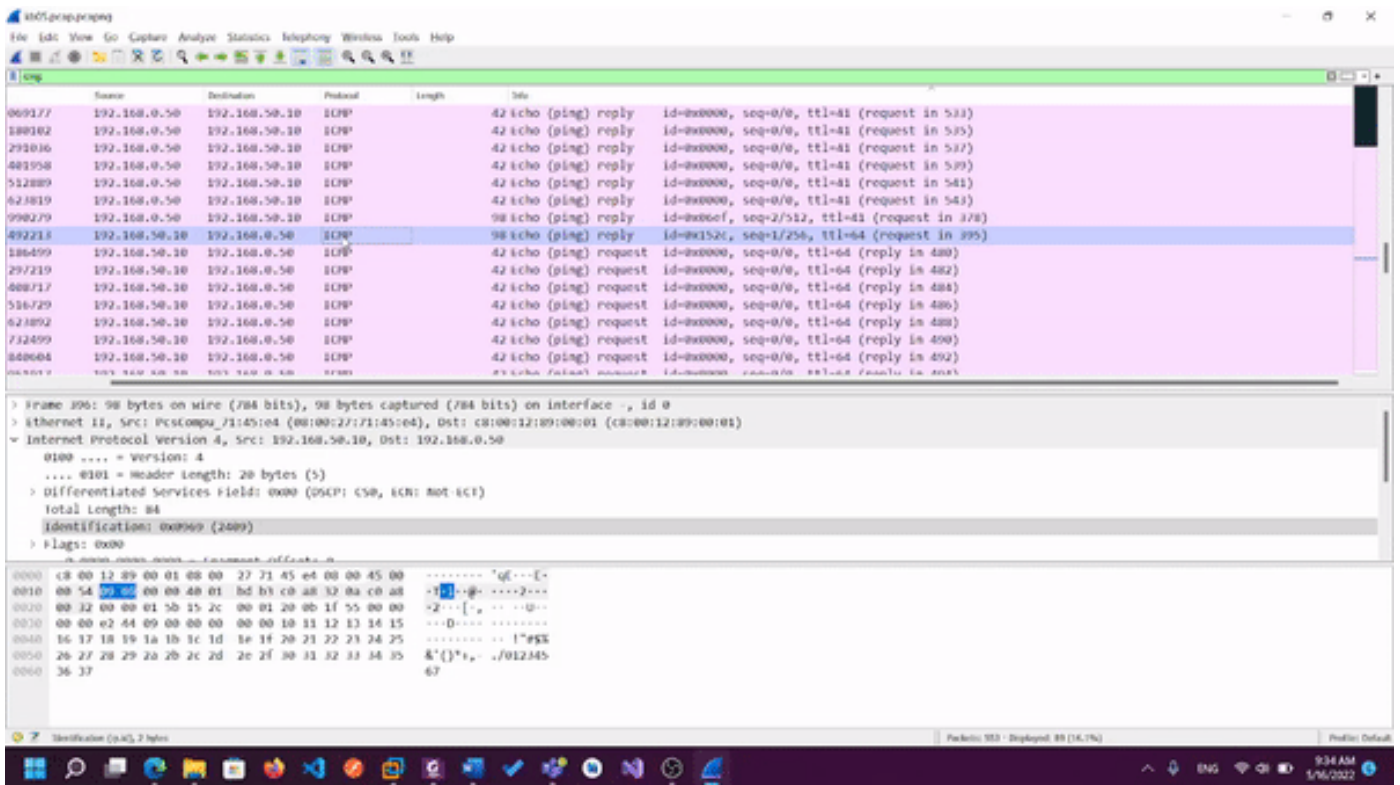 File Edit View Go Capture Analyze Statistics Telephony Wireless Tools Help
Source Destination Protocol Length Info
069177 192.168.0.50 192.168.50.10 ICMP 42 Echo (ping) reply id=0x0000, seq=0/0, ttl=41 (request in 533)
180102 192.168.0.50 192.168.50.10 ICMP 42 Echo (ping) reply id=0x0000, seq=0/0, ttl=41 (request in 535)
291036 192.168.0.50 192.168.50.10 ICMP 42 Echo (ping) reply id=0x0000, seq=0/0, ttl=41 (request in 537)
401958 192.168.0.50 192.168.50.10 ICMP 42 Echo (ping) reply id=0x0000, seq=0/0, ttl=41 (request in 539)
512889 192.168.0.50 192.168.50.10 ICMP 42 Echo (ping) reply id=0x0000, seq=0/0, ttl=41 (request in 541)
623819 192.168.0.50 192.168.50.10 ICMP 42 Echo (ping) reply id=0x0000, seq=0/0, ttl=41 (request in 543)
990279 192.168.0.50 192.168.50.10 ICMP 98 Echo (ping) reply id=0x06ef, seq=2/512, ttl=41 (request in 378)
492213 192.168.50.10 192.168.0.50 ICMP 98 Echo (ping) reply id=0x152c, seq=1/256, ttl=64 (request in 395)
186499 192.168.50.10 192.168.0.50 ICMP 42 Echo (ping) request id=0x0000, seq=0/0, ttl=64 (reply in 480)
297219 192.168.50.10 192.168.0.50 ICMP 42 Echo (ping) request id=0x0000, seq=0/0, ttl=64 (reply in 482)
408717 192.168.50.10 192.168.0.50 ICMP 42 Echo (ping) request id=0x0000, seq=0/0, ttl=64 (reply in 484)
516729 192.168.50.10 192.168.0.50 ICMP 42 Echo (ping) request id=0x0000, seq=0/0, ttl=64 (reply in 486)
623892 192.168.50.10 192.168.0.50 ICMP 42 Echo (ping) request id=0x0000, seq=0/0, ttl=64 (reply in 488)
732499 192.168.50.10 192.168.0.50 ICMP 42 Echo (ping) request id=0x0000, seq=0/0, ttl=64 (reply in 490)
840604 192.168.50.10 192.168.0.50 ICMP 42 Echo (ping) request id=0x0000, seq=0/0, ttl=64 (reply in 492)
Frame 396: 98 bytes on wire (784 bits), 98 bytes captured (784 bits) on interface -, id 0
Ethernet II, Src: PcsCompu_71:45:e4 (08:00:27:71:45:e4), Dst: c8:00:12:89:00:01 (c8:00:12:89:00:01)
Internet Protocol Version 4, Src: 192.168.50.10, Dst: 192.168.0.50
0100 .... = Version: 4
.... 0101 = Header Length: 20 bytes (5)
Differentiated Services Field: 0x00 (DSCP: CS0, ECN: Not-ECT)
Total Length: 84
Identification: 0x0969 (2409)
Flags: 0x00
0000 c8 00 12 89 00 01 08 00 27 71 45 e4 08 00 45 00
0010 00 54 09 69 00 00 40 01 bd b3 c0 a8 32 0a c0 a8
0020 00 32 00 00 01 5b 15 2c 00 01 20 0b 1f 55 00 00
0030 00 00 e2 44 09 00 00 00 00 00 10 11 12 13 14 15
0040 16 17 18 19 1a 1b 1c 1d 1e 1f 20 21 22 23 24 25 ········ ·· !"#$%
0050 26 27 28 29 2a 2b 2c 2d 2e 2f 30 31 32 33 34 35 &'()*+,- ./012345
0060 36 37 67
Identification (ip.id), 2 bytes Packets: 553 · Displayed: 89 (16.1%) Profile: Default
ENG 9:34 AM
5/16/2022